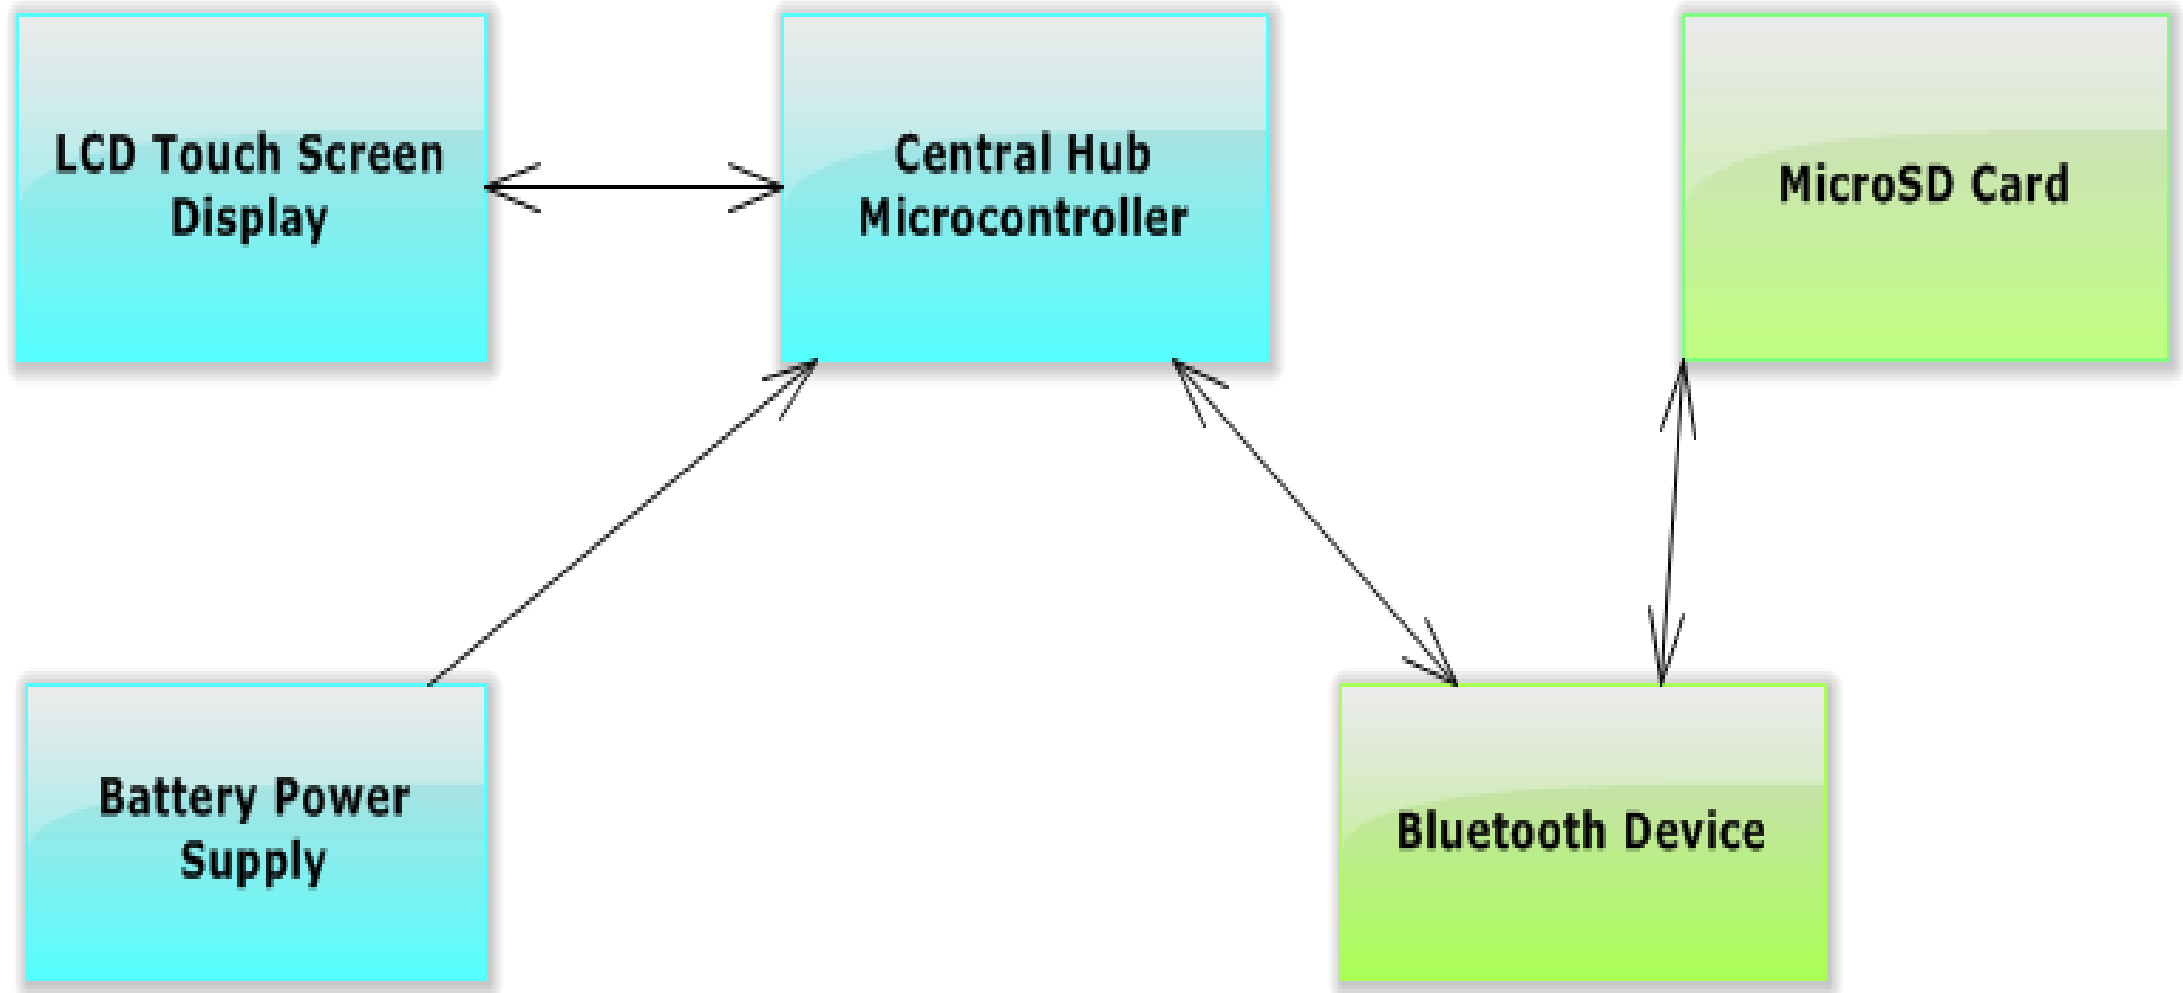 LCD Touch Screen
Display
Central Hub
Microcontroller
MicroSD Card
Battery Power
Supply
Bluetooth Device